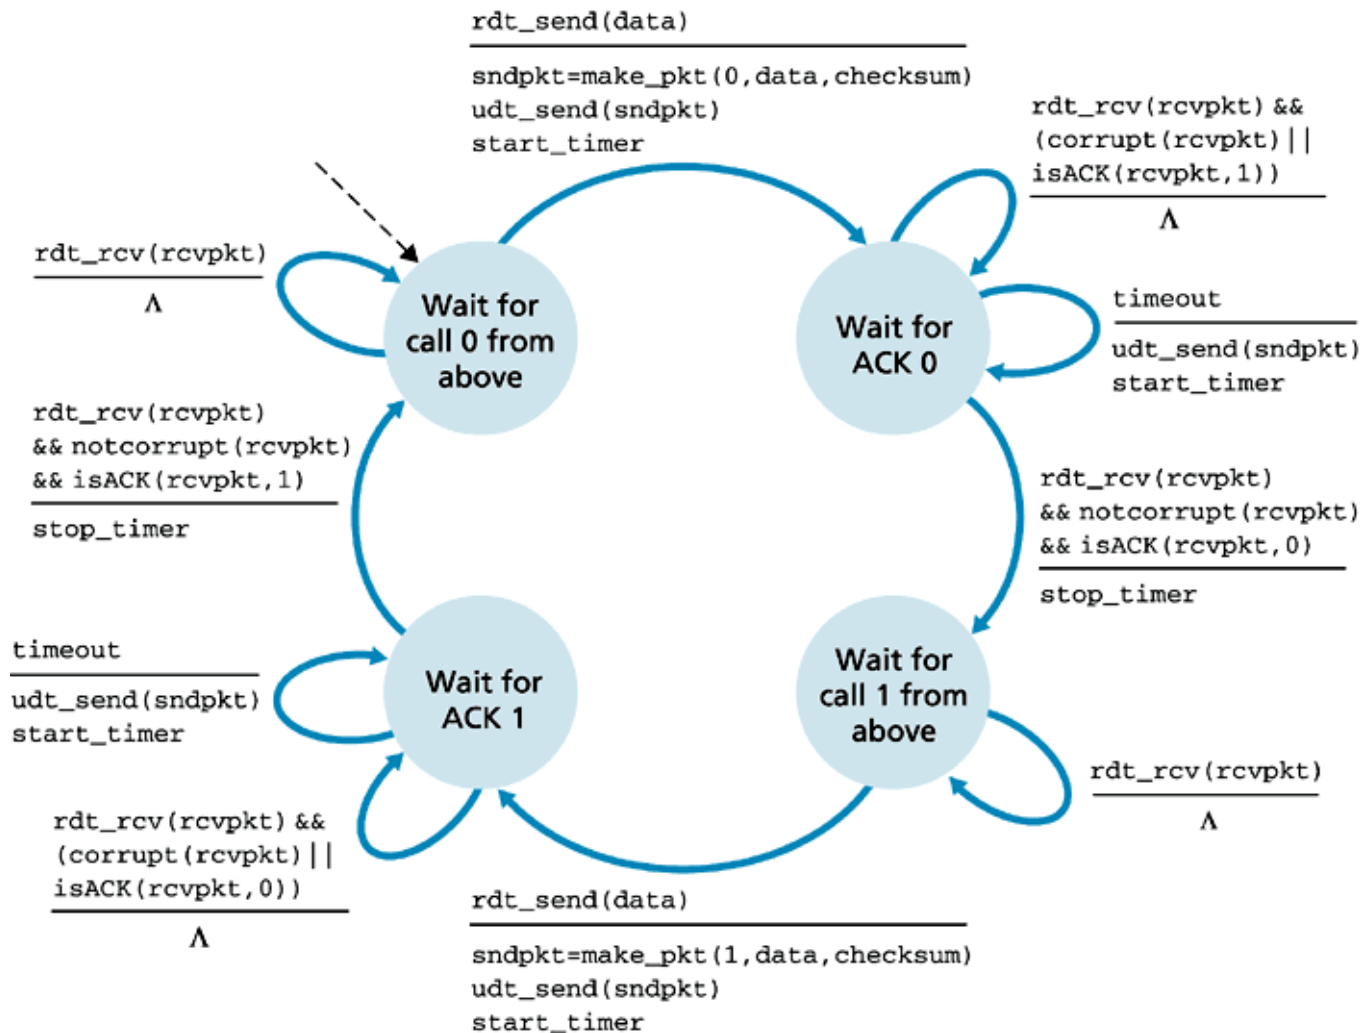 rdt_send(data)
sndpkt=make_pkt(0,data,checksum)
udt_send(sndpkt)
start_timer
rdt_rcv(rcvpkt) &&
(corrupt(rcvpkt)||
isACK(rcvpkt,1))
Λ
rdt_rcv(rcvpkt)
Λ
Wait for
call 0 from
above
Wait for
ACK 0
timeout
udt_send(sndpkt)
start_timer
rdt_rcv(rcvpkt)
&& notcorrupt(rcvpkt)
&& isACK(rcvpkt,1)
stop_timer
rdt_rcv(rcvpkt)
&& notcorrupt(rcvpkt)
&& isACK(rcvpkt,0)
stop_timer
timeout
udt_send(sndpkt)
start_timer
Wait for
ACK 1
Wait for
call 1 from
above
rdt_rcv(rcvpkt)
Λ
rdt_rcv(rcvpkt) &&
(corrupt(rcvpkt)||
isACK(rcvpkt,0))
Λ
rdt_send(data)
sndpkt=make_pkt(1,data,checksum)
udt_send(sndpkt)
start_timer